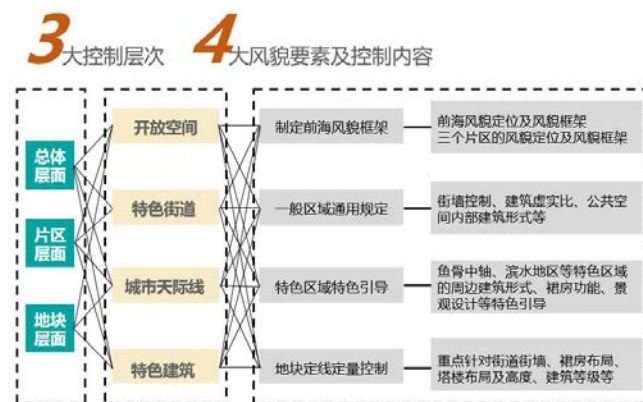 3大控制层次 4大风貌要素及控制内容
总体
层面
片区
层面
地块
层面
开放空间
特色街道
城市天际线
特色建筑
制定前海风貌框架
一般区域通用规定
特色区域特色引导
地块定线定量控制
前海风貌定位及风貌框架
三个片区的风貌定位及风貌框架
街墙控制、建筑虚实比、公共空
间内部建筑形式等
鱼骨中轴、滨水地区等特色区域
的周边建筑形式、裙房功能、景
观设计等特色引导
重点针对街道街墙、裙房布局、
塔楼布局及高度、建筑等级等